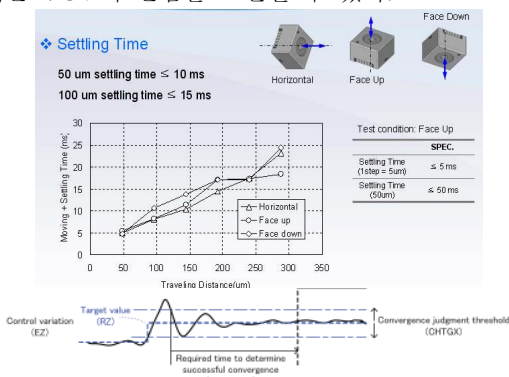 Face Down
❖ Settling Time
50 um settling time ≤ 10 ms
100 um settling time ≤ 15 ms
Horizontal
Face Up
Test condition: Face Up
SPEC.
Settling Time
(1step = 5um)
≤ 5 ms
Settling Time
(50um)
≤ 50 ms
Moving + Settling Time (ms)
30
25
20
15
10
5
0
Horizontal
Face up
Face down
0 50 100 150 200 250 300 350
Traveling Distance(um)
Control variation
(EZ)
Target value
(RZ)
Convergence judgment threshold
(CHTGX)
Required time to determine
successful convergence